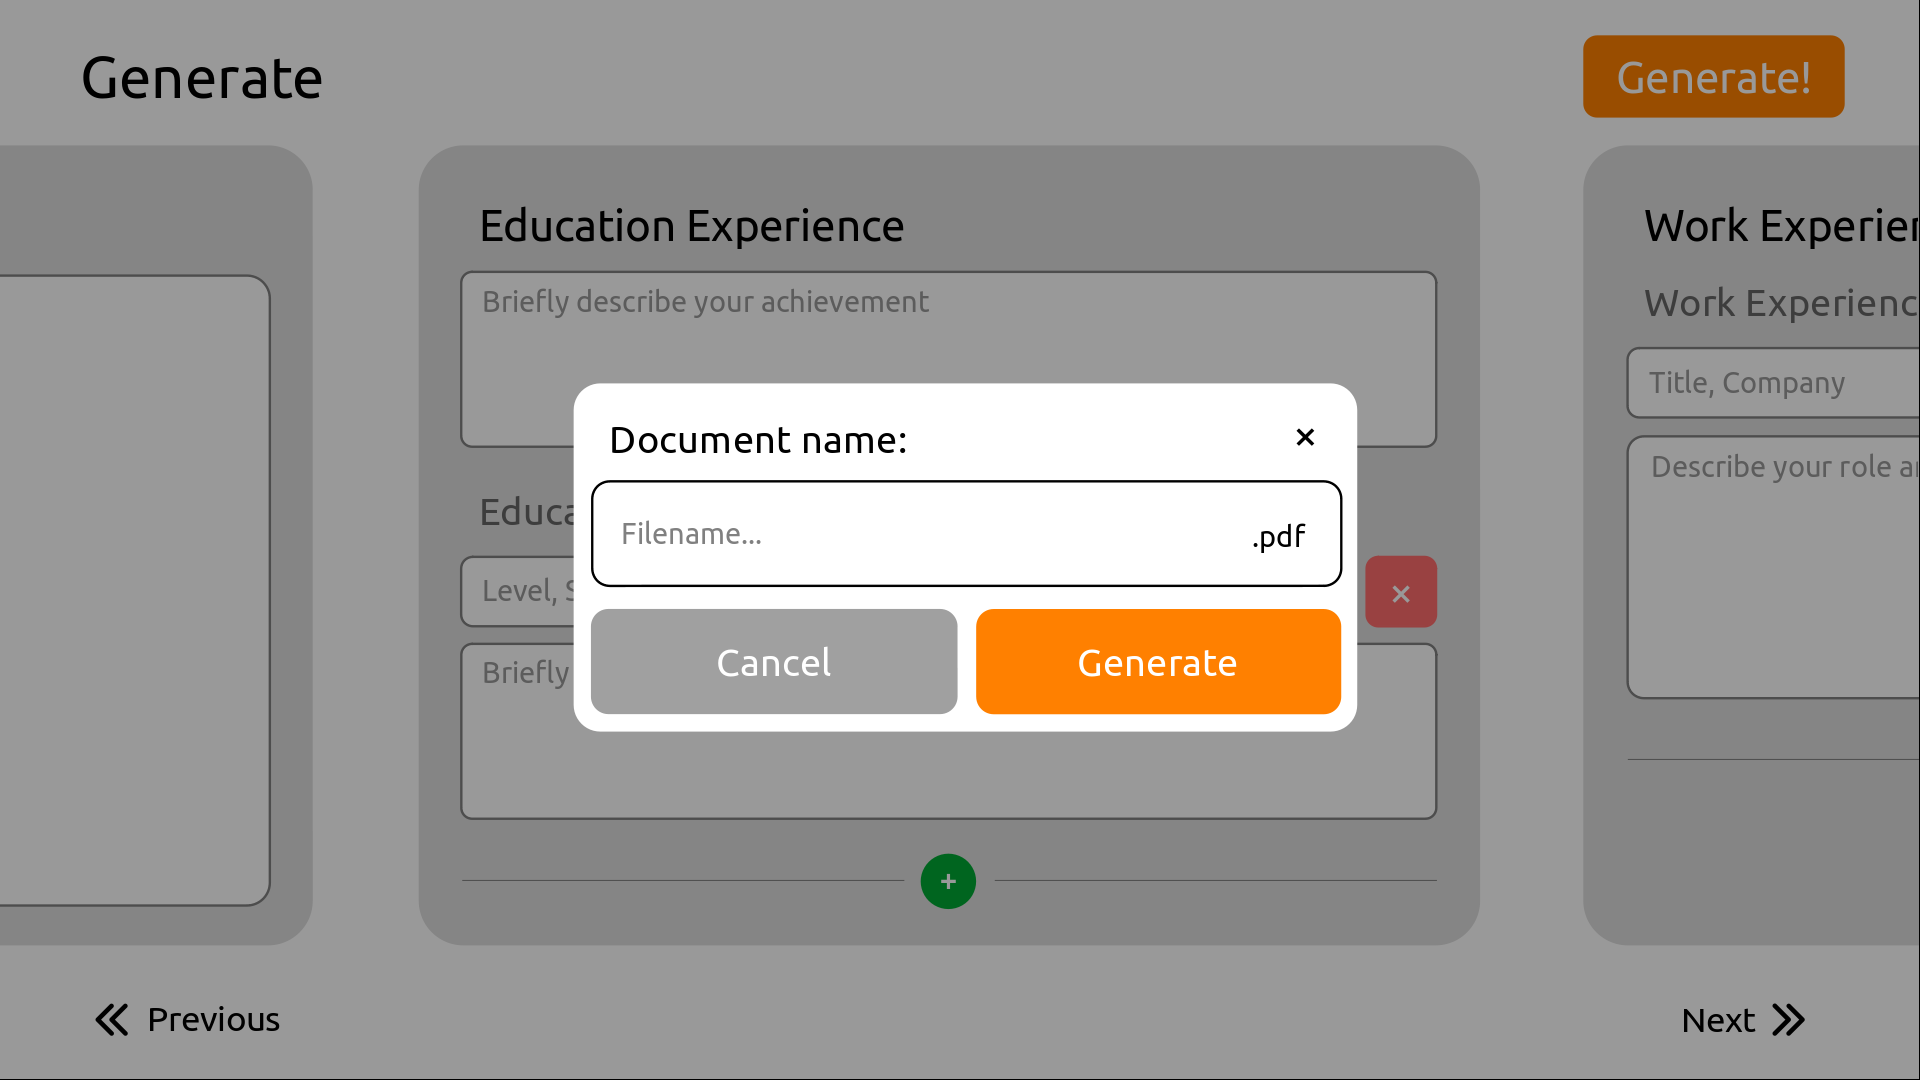 Generate
Generate!
Education Experience
Briefly describe your achievement
Document name:
×
Filename...
.pdf
Cancel
Generate
Educa
Level, S
×
Briefly
+
Work Experier
Work Experienc
Title, Company
Describe your role a
Previous
Next